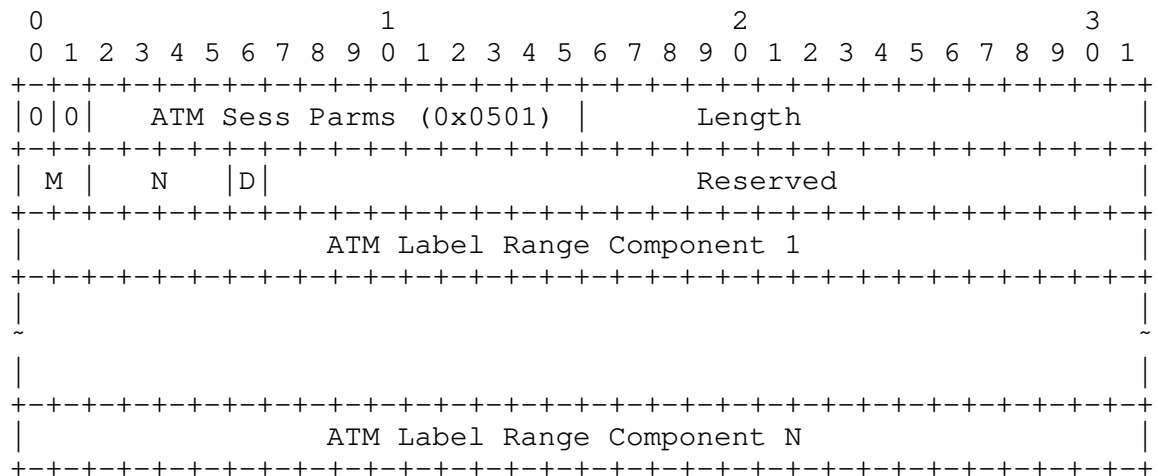 0                   1                   2                   3
 0 1 2 3 4 5 6 7 8 9 0 1 2 3 4 5 6 7 8 9 0 1 2 3 4 5 6 7 8 9 0 1
+-+-+-+-+-+-+-+-+-+-+-+-+-+-+-+-+-+-+-+-+-+-+-+-+-+-+-+-+-+-+-+-+
|0|0|   ATM Sess Parms (0x0501) |      Length                   |
+-+-+-+-+-+-+-+-+-+-+-+-+-+-+-+-+-+-+-+-+-+-+-+-+-+-+-+-+-+-+-+-+
| M |   N   |D|                        Reserved                 |
+-+-+-+-+-+-+-+-+-+-+-+-+-+-+-+-+-+-+-+-+-+-+-+-+-+-+-+-+-+-+-+-+
|                 ATM Label Range Component 1                   |
+-+-+-+-+-+-+-+-+-+-+-+-+-+-+-+-+-+-+-+-+-+-+-+-+-+-+-+-+-+-+-+-+
|                                                               |
~                                                               ~
|                                                               |
+-+-+-+-+-+-+-+-+-+-+-+-+-+-+-+-+-+-+-+-+-+-+-+-+-+-+-+-+-+-+-+-+
|                 ATM Label Range Component N                   |
+-+-+-+-+-+-+-+-+-+-+-+-+-+-+-+-+-+-+-+-+-+-+-+-+-+-+-+-+-+-+-+-+